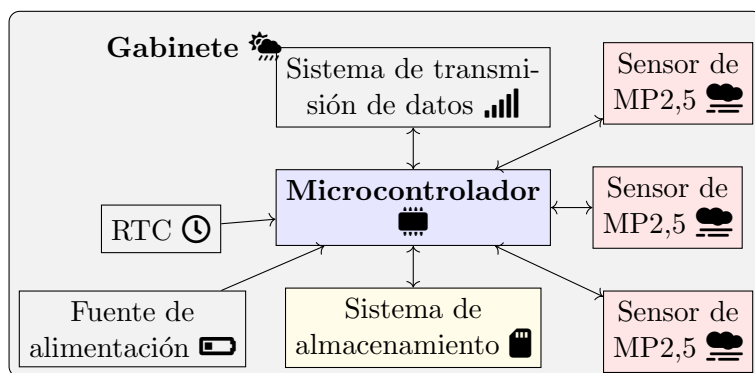 Gabinete
Sistema de transmi-
sión de datos
Sensor de
MP2,5
Microcontrolador
Sensor de
MP2,5
RTC
Fuente de
alimentación
Sistema de
almacenamiento
Sensor de
MP2,5